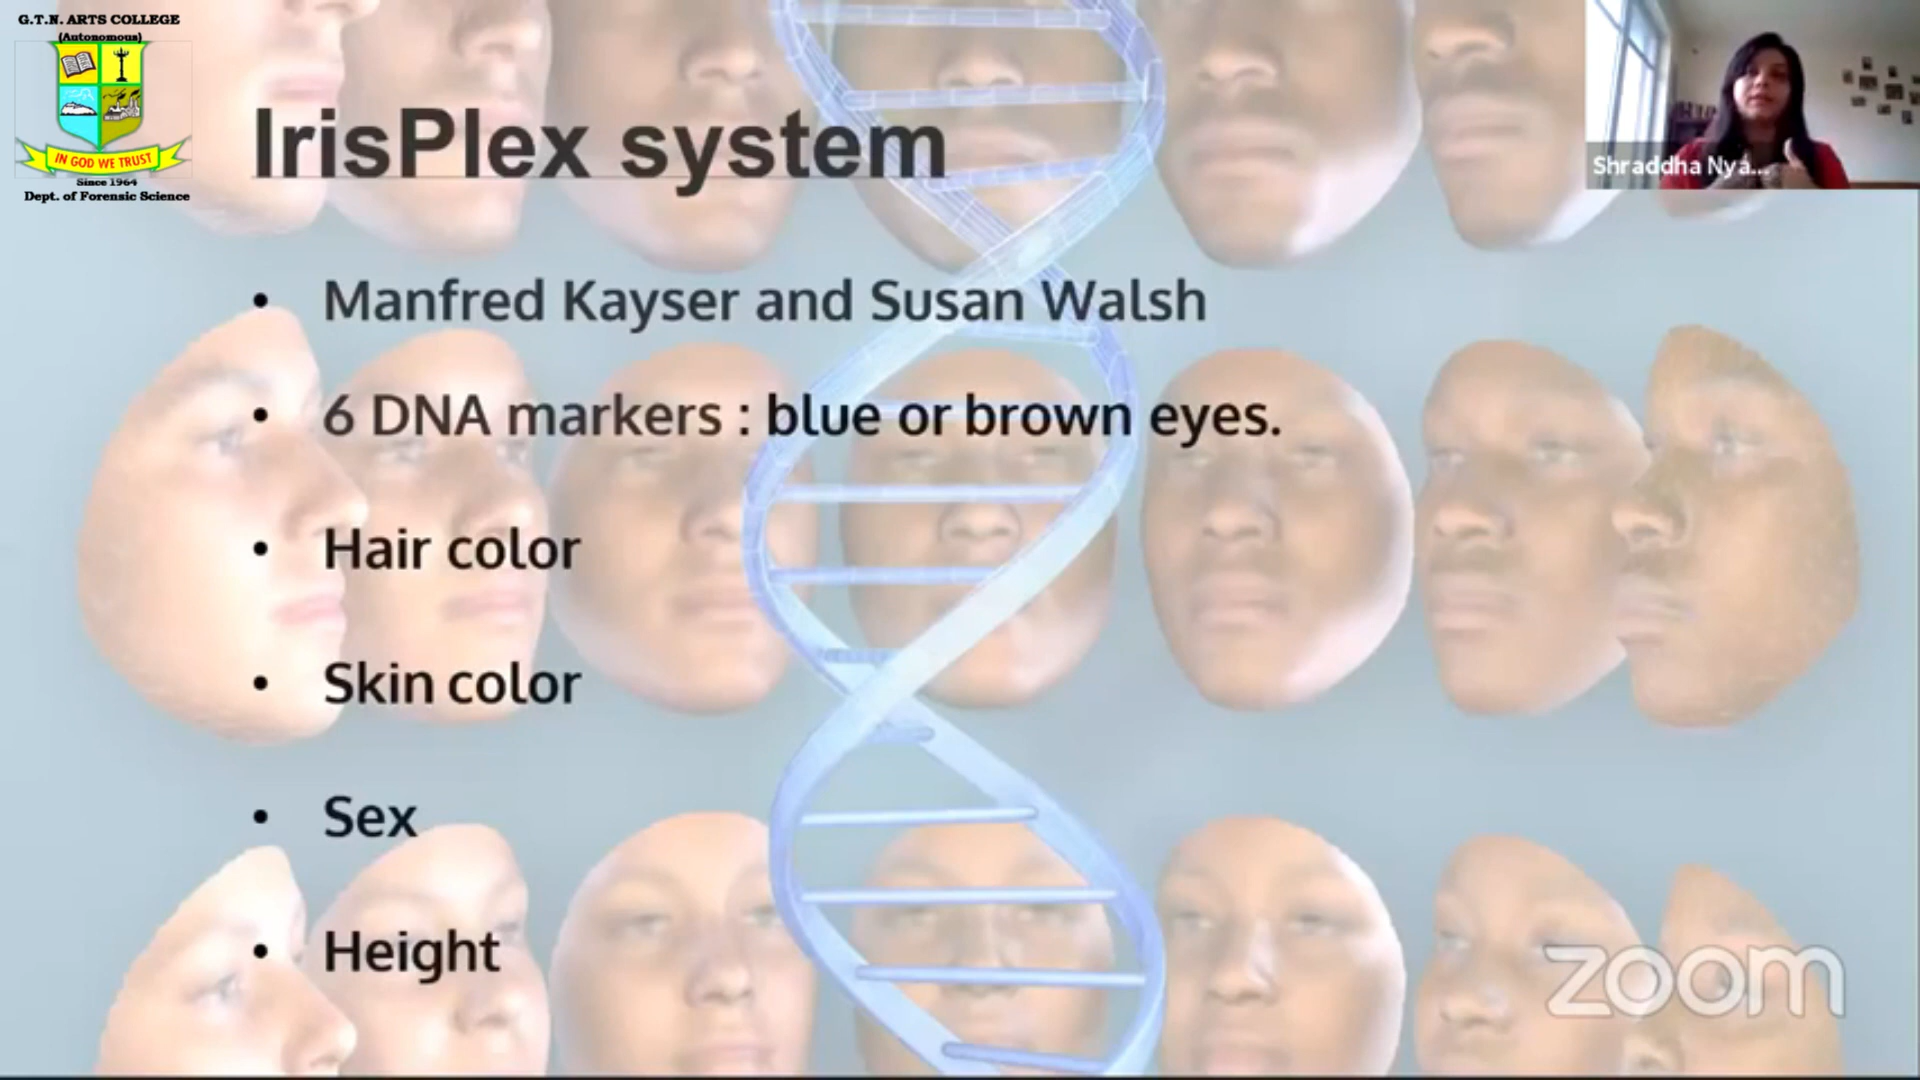 G.T.N. ARTS COLLEGE
(Autonomous)
IN GOD WE TRUST
Since 1964
Dept. of Forensic Science
IrisPlex system
Shraddha Nya...
• Manfred Kayser and Susan Walsh
• 6 DNA markers : blue or brown eyes.
• Hair color
• Skin color
• Sex
• Height
zoom